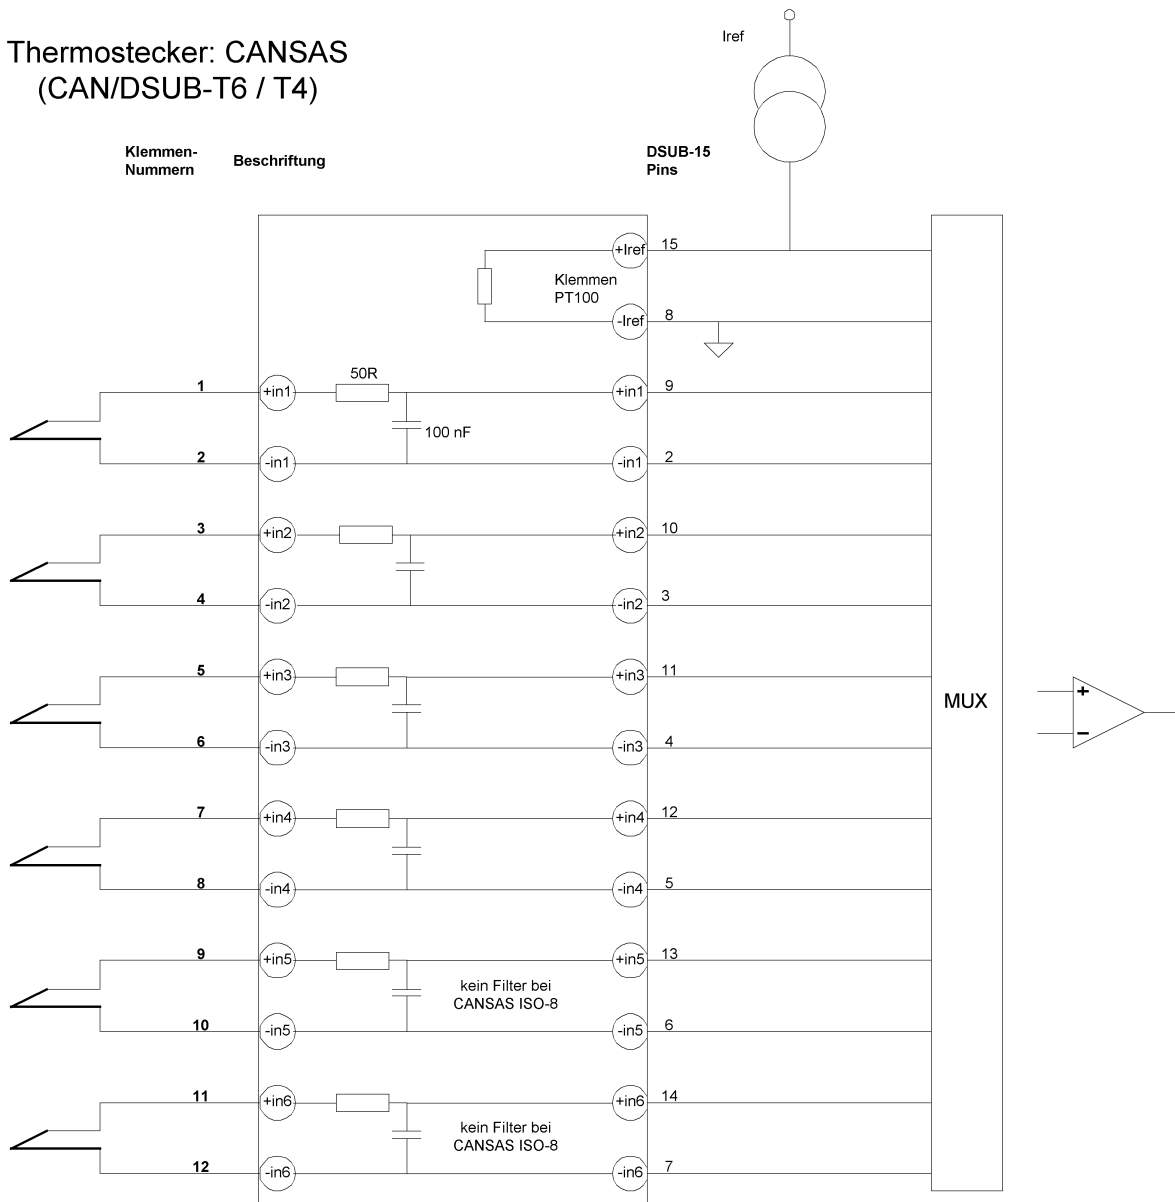 Thermostecker: CANSAS
(CAN/DSUB-T6 / T4)
Iref
Klemmen-
Nummern
Beschriftung
DSUB-15
Pins
+Iref
15
Klemmen
PT100
-Iref
8
1
+in1
50R
+in1
9
100 nF
2
-in1
-in1
2
3
+in2
+in2
10
4
-in2
-in2
3
5
+in3
+in3
11
MUX
+
-
6
-in3
-in3
4
7
+in4
+in4
12
8
-in4
-in4
5
9
+in5
+in5
13
kein Filter bei
CANSAS ISO-8
10
-in5
-in5
6
11
+in6
+in6
14
kein Filter bei
CANSAS ISO-8
12
-in6
-in6
7